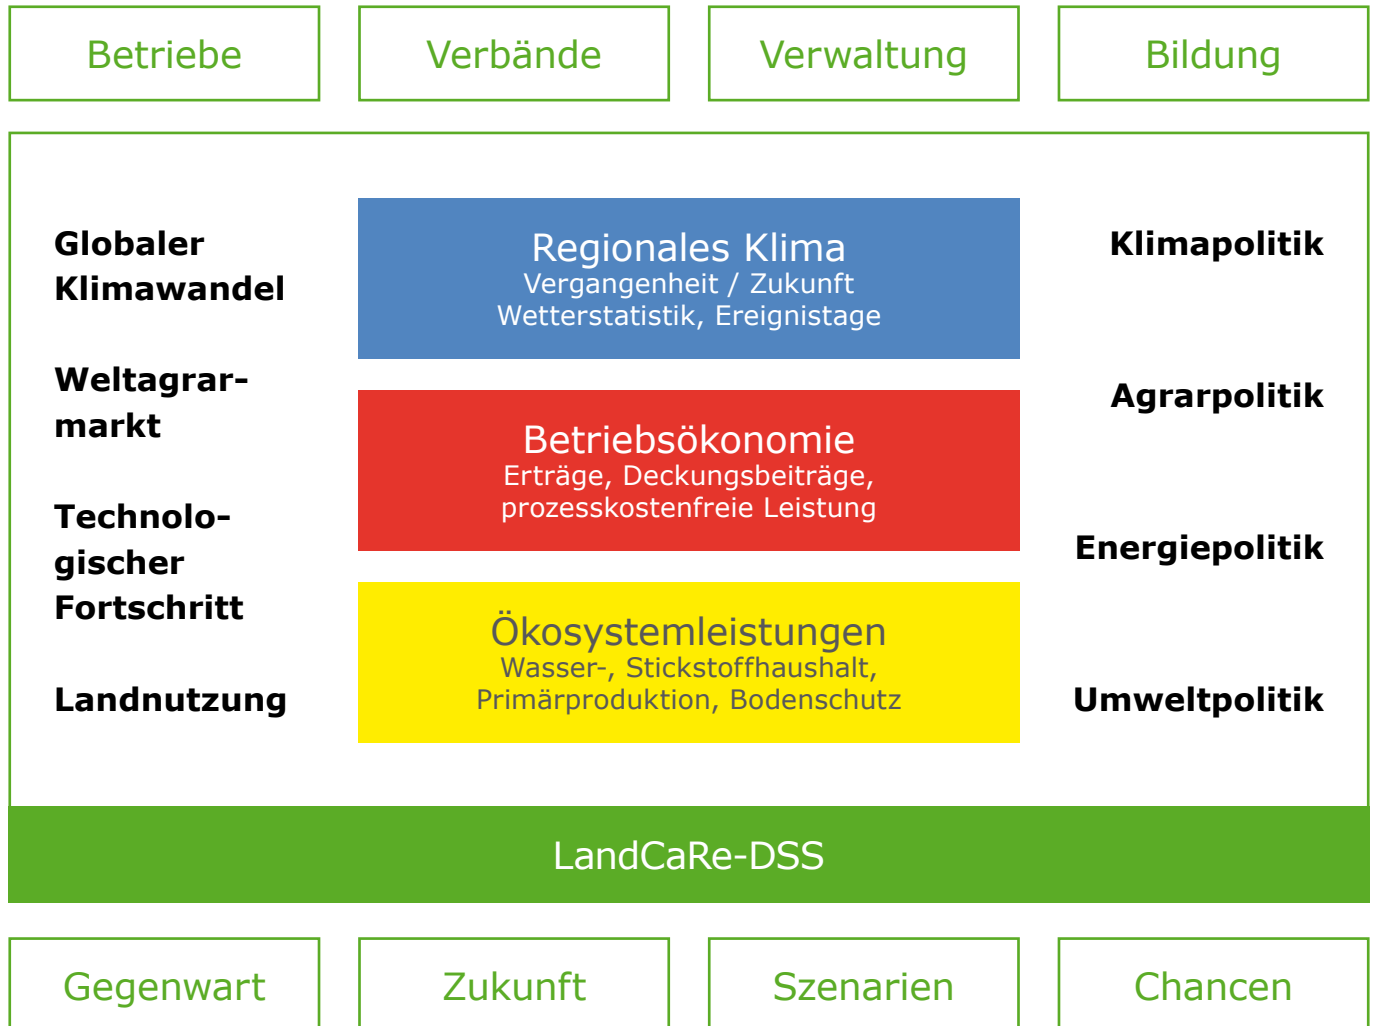 Betriebe
Verbände
Verwaltung
Bildung
Globaler
Klimawandel
Weltagrar-
markt
Technolo-
gischer
Fortschritt
Landnutzung
Regionales Klima
Vergangenheit / Zukunft
Wetterstatistik, Ereignistage
Betriebsökonomie
Erträge, Deckungsbeiträge,
prozesskostenfreie Leistung
Ökosystemleistungen
Wasser-, Stickstoffhaushalt,
Primärproduktion, Bodenschutz
Klimapolitik
Agrarpolitik
Energiepolitik
Umweltpolitik
LandCaRe-DSS
Gegenwart
Zukunft
Szenarien
Chancen